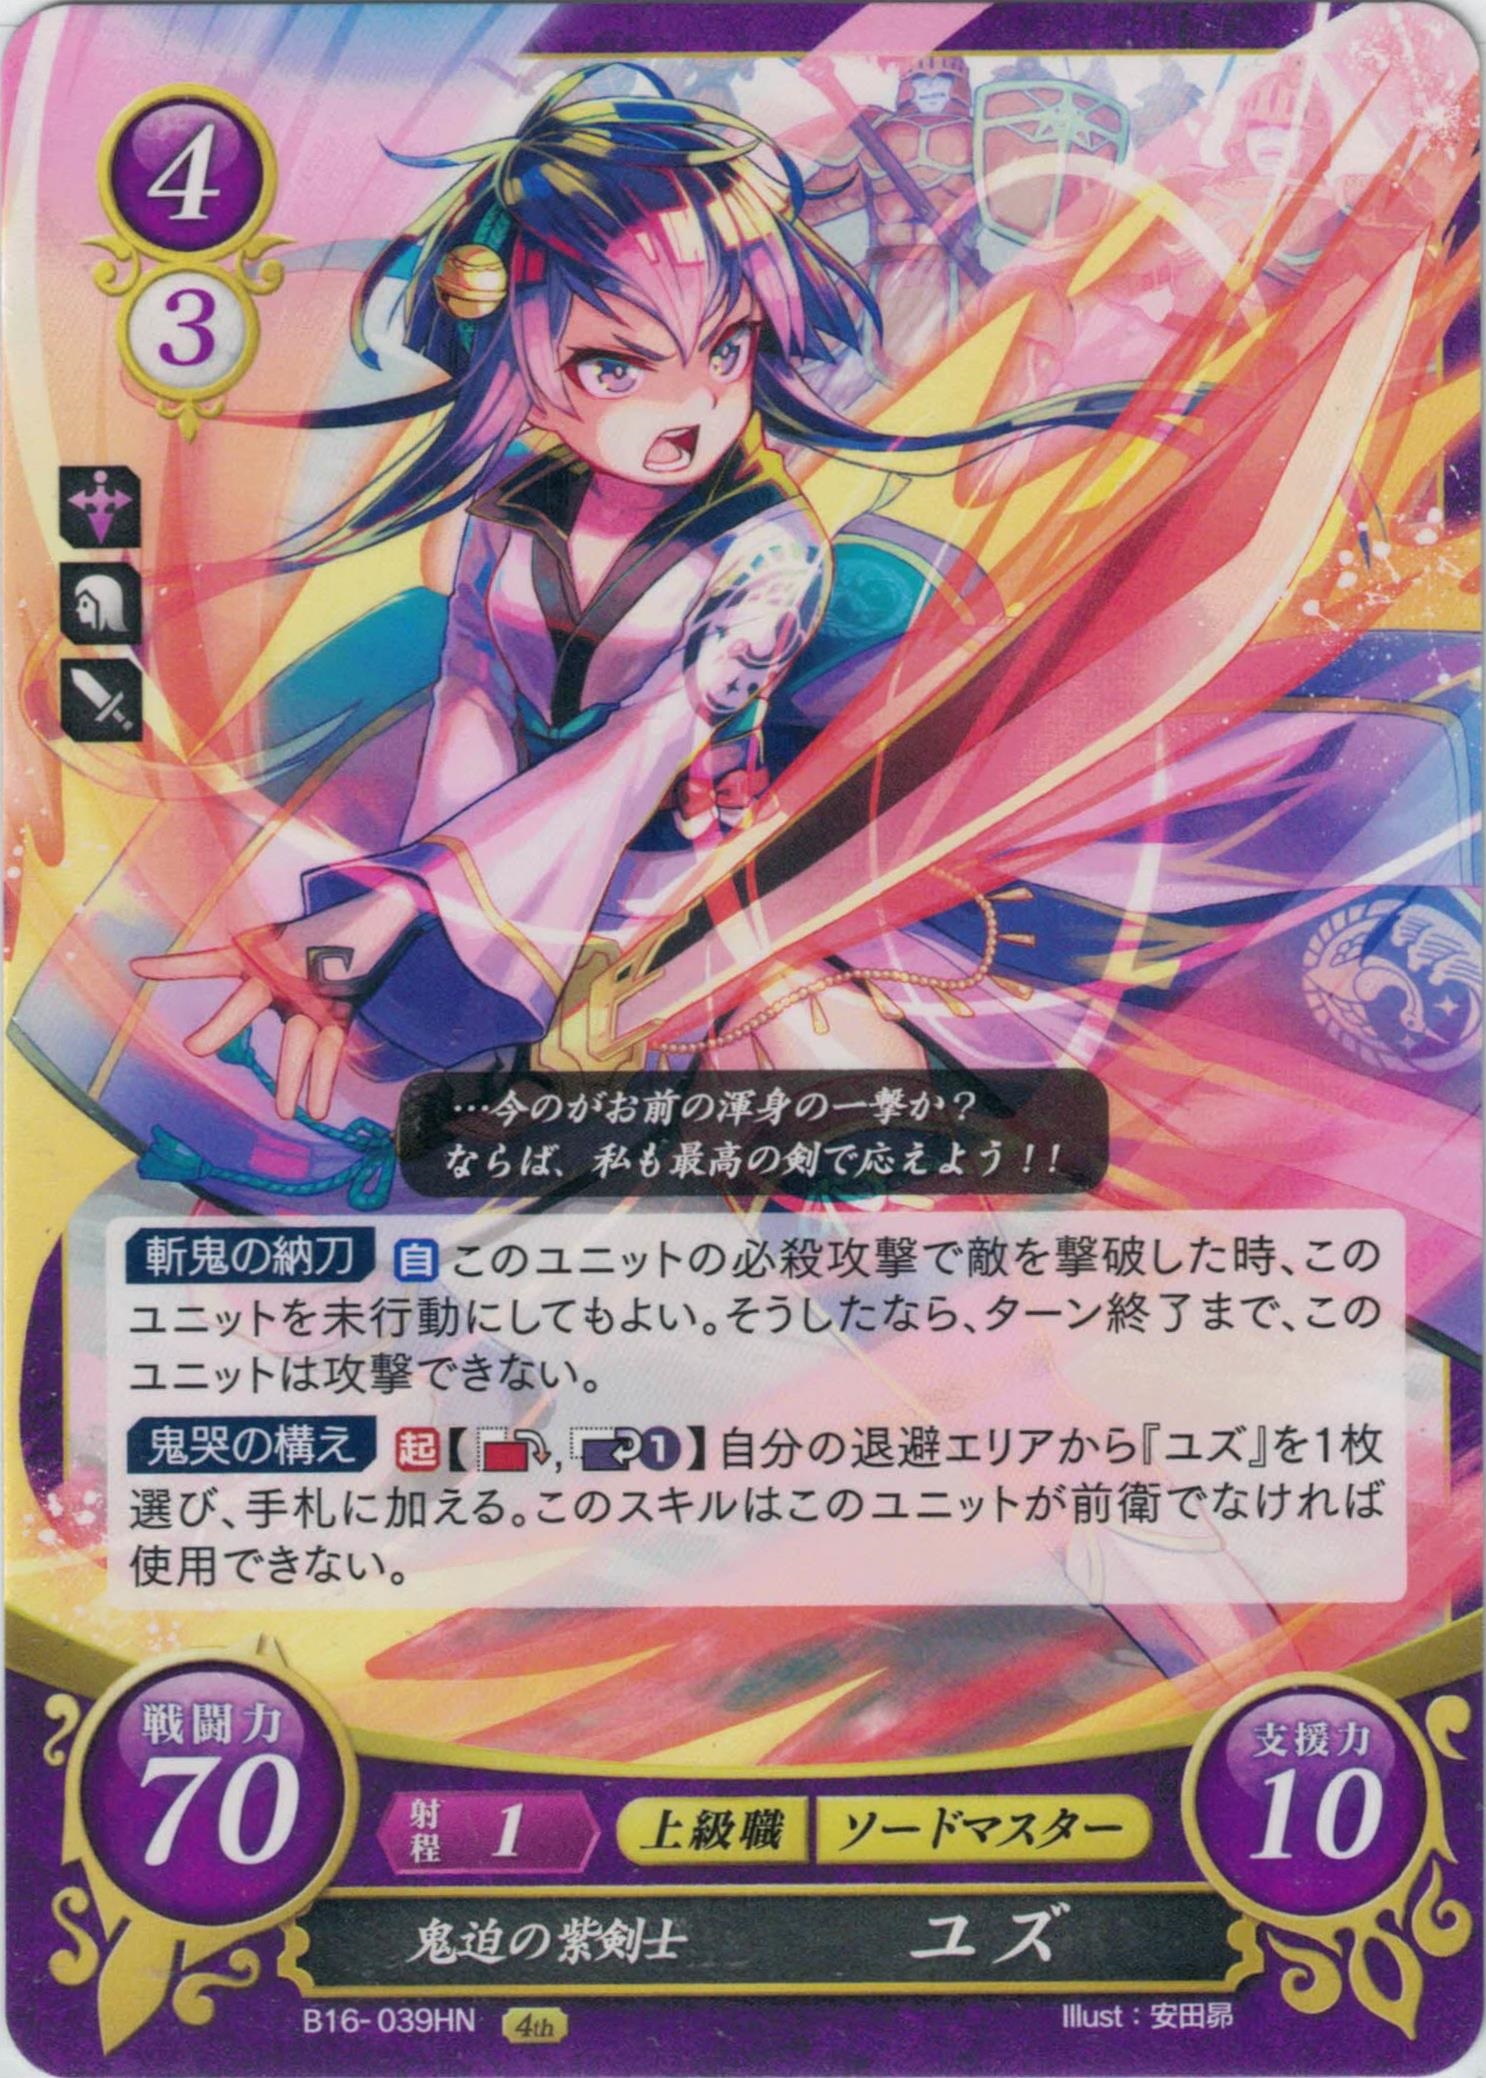 4
3
…今のがお前の渾身の一撃か?
ならば、私も最高の剣で応えよう!!
斬鬼の納刀 自 このユニットの必殺攻撃で敵を撃破した時、この
ユニットを未行動にしてもよい。そうしたなら、ターン終了まで、この
ユニットは攻撃できない。
鬼哭の構え 起【 , 1】自分の退避エリアから『ユズ』を1枚
選び、手札に加える。このスキルはこのユニットが前衛でなければ
使用できない。
戦闘力
70
射程 1
上級職 ソードマスター
支援力
10
鬼迫の紫剣士 ユズ
B16-039HN 4th
Illust：安田昴